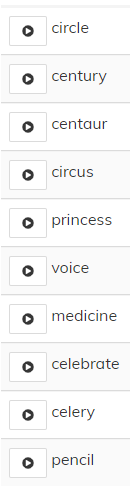 circle
century
centaur
circus
princess
voice
medicine
celebrate
celery
pencil